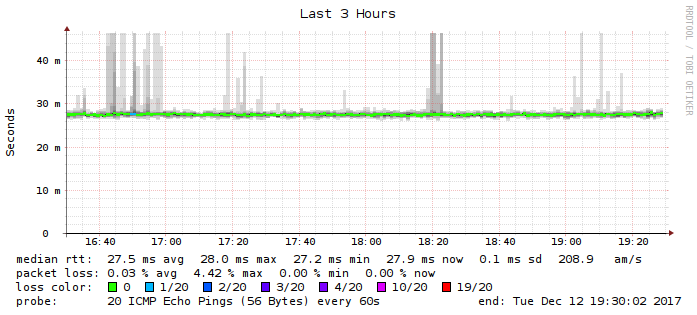 Last 3 Hours
RRDTOOL / TOBI OETIKER
Seconds
40 m
30 m
20 m
10 m
0
16:40 17:00 17:20 17:40 18:00 18:20 18:40 19:00 19:20
median rtt: 27.5 ms avg 28.0 ms max 27.2 ms min 27.9 ms now 0.1 ms sd 208.9 am/s
packet loss: 0.03 % avg 4.42 % max 0.00 % min 0.00 % now
loss color: 0 1/20 2/20 3/20 4/20 10/20 19/20
probe: 20 ICMP Echo Pings (56 Bytes) every 60s end: Tue Dec 12 19:30:02 2017